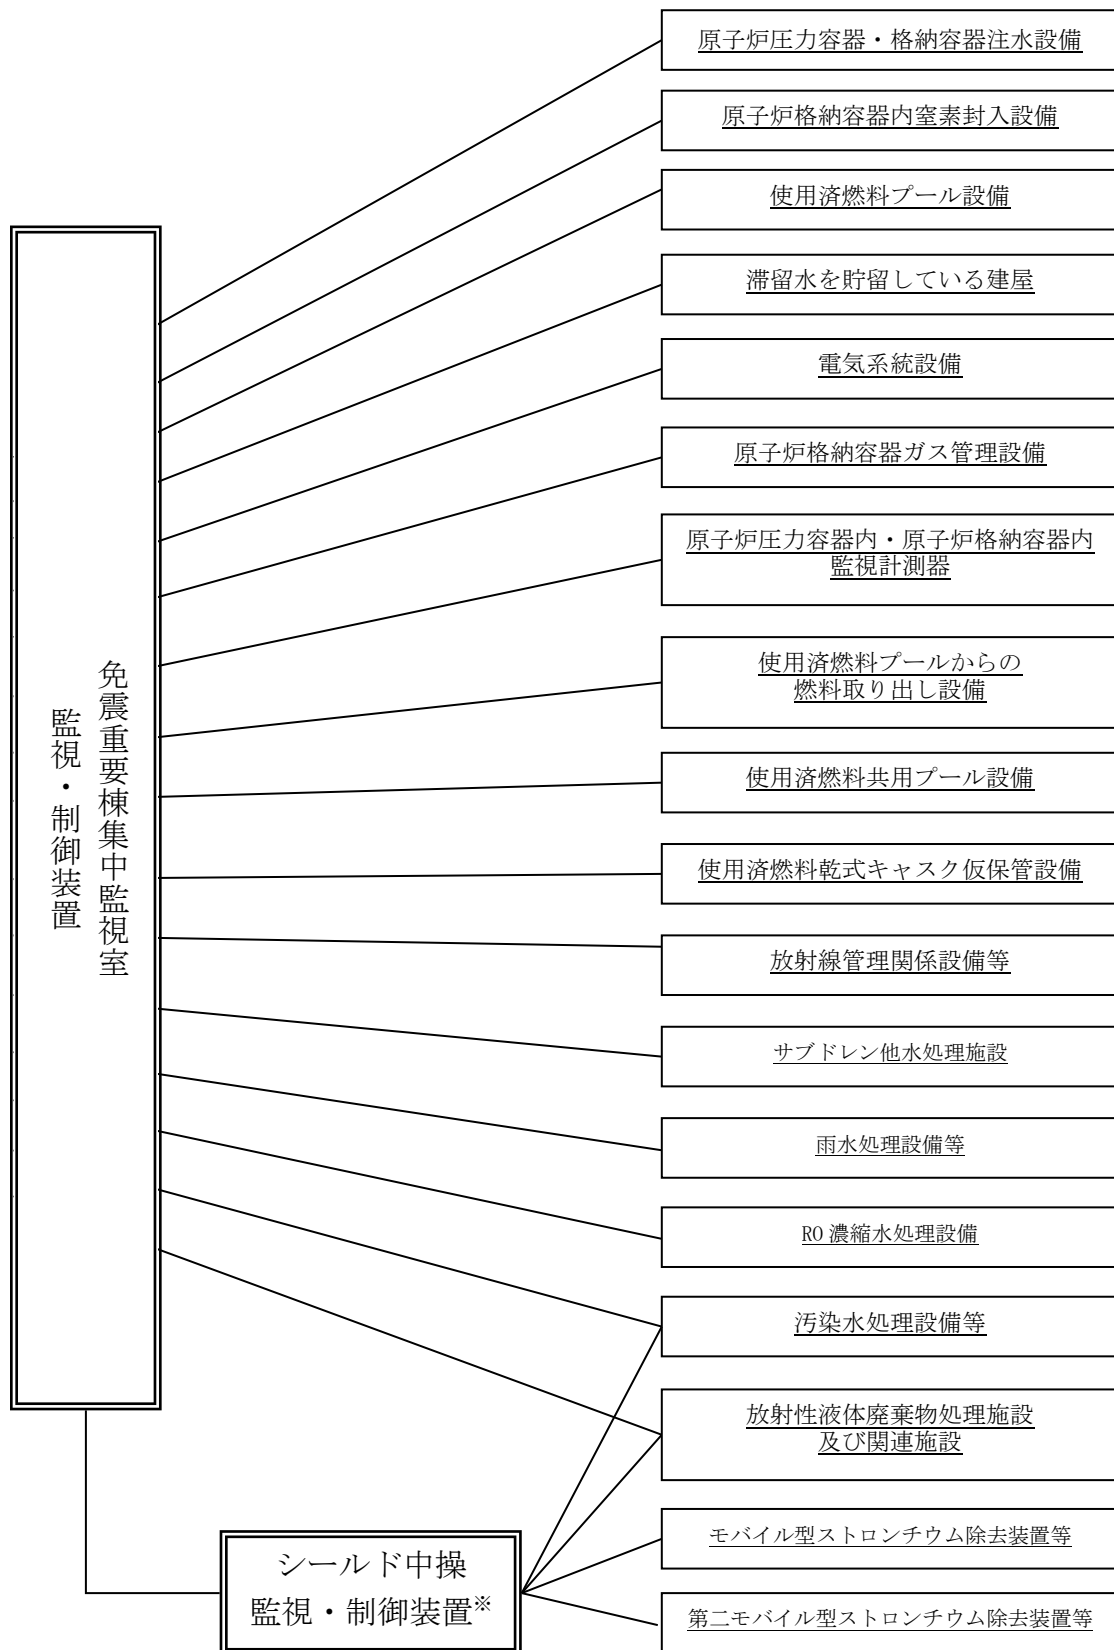 原子炉圧力容器・格納容器注水設備
原子炉格納容器内窒素封入設備
使用済燃料プール設備
滞留水を貯留している建屋
電気系統設備
原子炉格納容器ガス管理設備
原子炉圧力容器内・原子炉格納容器内
監視計測器
使用済燃料プールからの
燃料取り出し設備
使用済燃料共用プール設備
使用済燃料乾式キャスク仮保管設備
放射線管理関係設備等
サブドレン他水処理施設
雨水処理設備等
RO 濃縮水処理設備
汚染水処理設備等
放射性液体廃棄物処理施設
及び関連施設
モバイル型ストロンチウム除去装置等
第二モバイル型ストロンチウム除去装置等
免震重要棟集中監視室
監視・制御装置
シールド中操
監視・制御装置※